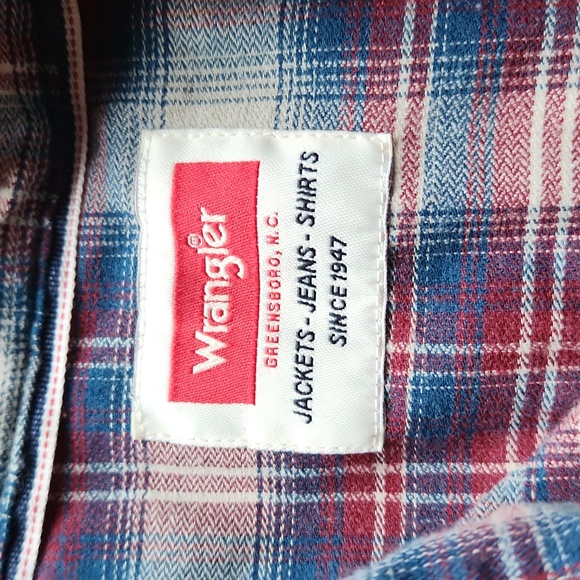 Wrangler®
GREENSBORO, N.C.
JACKETS - JEANS - SHIRTS
SINCE 1947